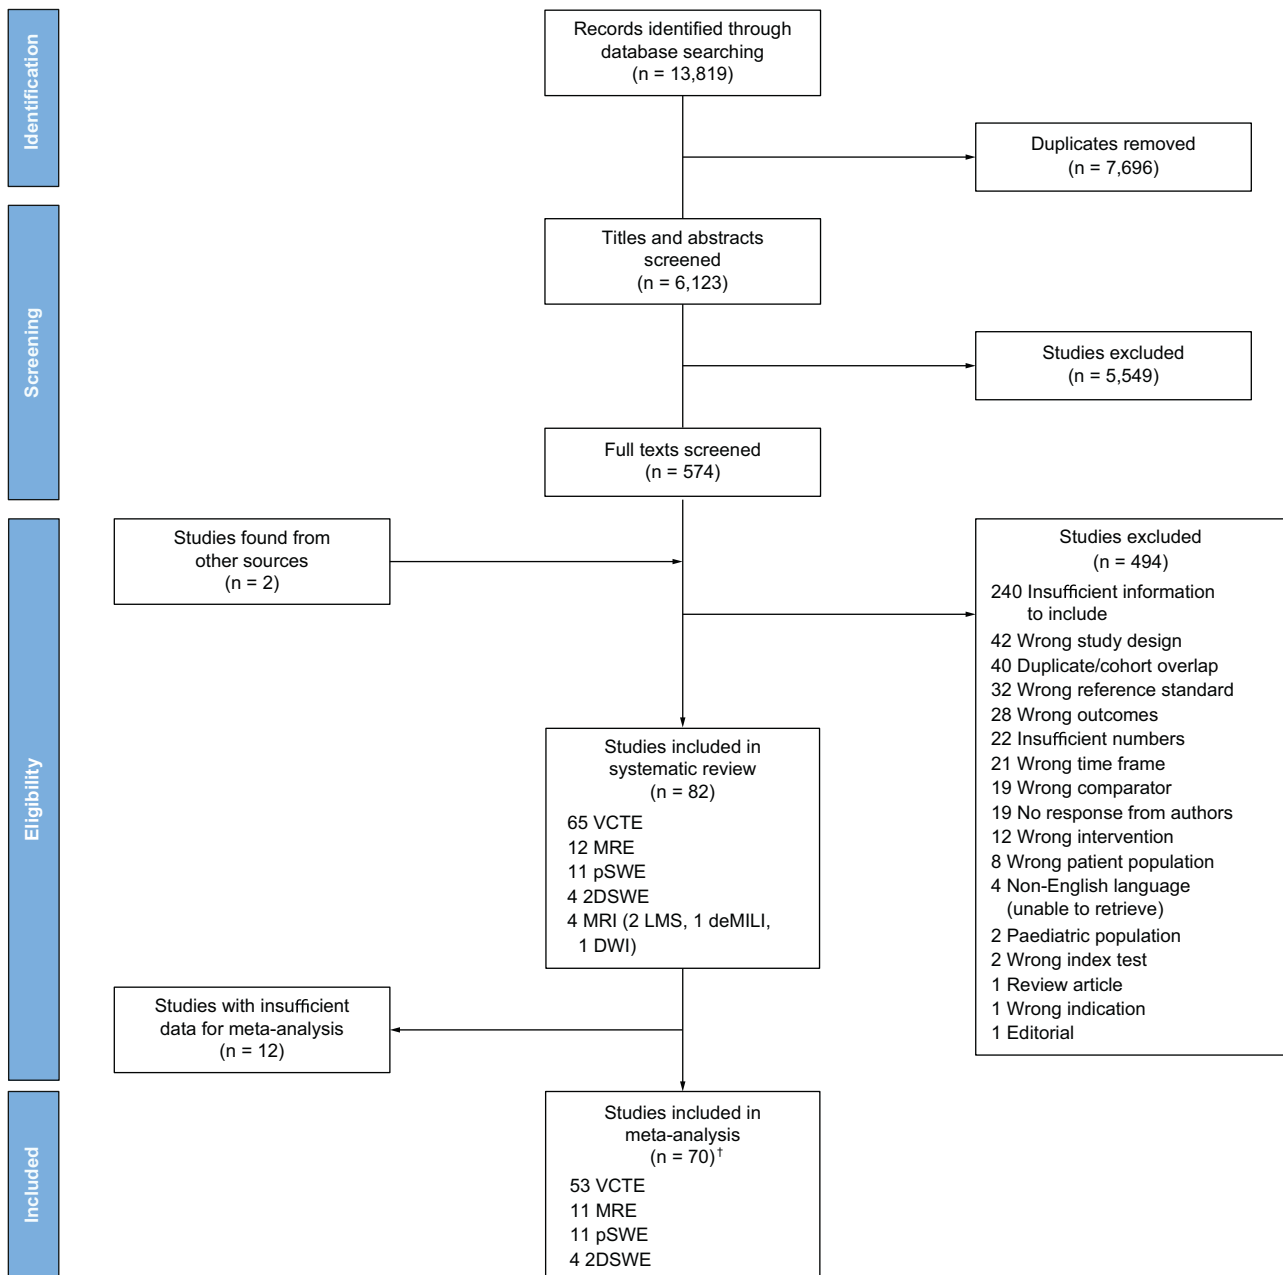 Identification
Records identified through
database searching
(n = 13,819)
Duplicates removed
(n = 7,696)
Screening
Titles and abstracts
screened
(n = 6,123)
Studies excluded
(n = 5,549)
Full texts screened
(n = 574)
Eligibility
Studies found from
other sources
(n = 2)
Studies excluded
(n = 494)
240 Insufficient information
to include
42 Wrong study design
40 Duplicate/cohort overlap
32 Wrong reference standard
28 Wrong outcomes
22 Insufficient numbers
21 Wrong time frame
19 Wrong comparator
19 No response from authors
12 Wrong intervention
8 Wrong patient population
4 Non-English language
(unable to retrieve)
2 Paediatric population
2 Wrong index test
1 Review article
1 Wrong indication
1 Editorial
Studies included in
systematic review
(n = 82)
65 VCTE
12 MRE
11 pSWE
4 2DSWE
4 MRI (2 LMS, 1 deMILI,
1 DWI)
Studies with insufficient
data for meta-analysis
(n = 12)
Included
Studies included in
meta-analysis
(n = 70)†
53 VCTE
11 MRE
11 pSWE
4 2DSWE